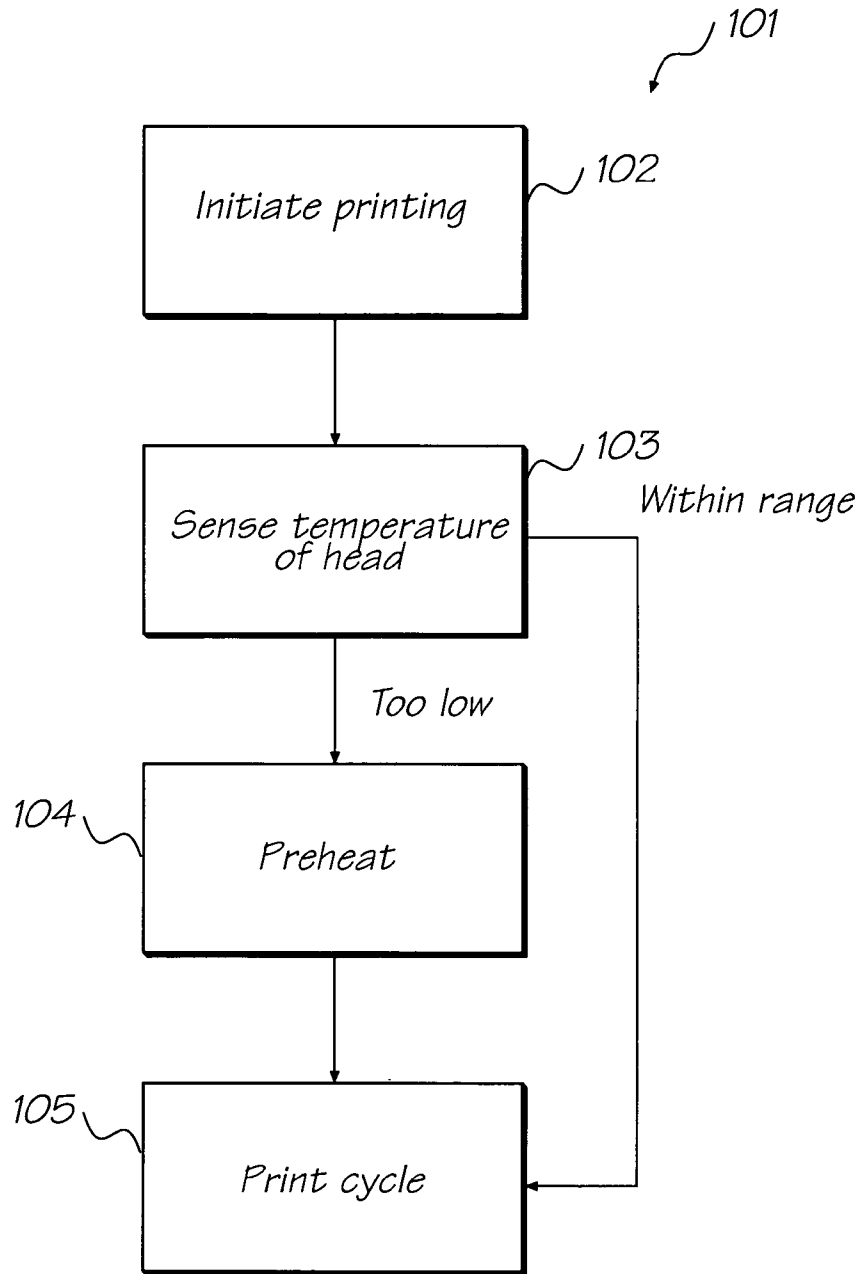 101
Initiate printing
102
103
Within range
Sense temperature
of head
Too low
104
Preheat
105
Print cycle